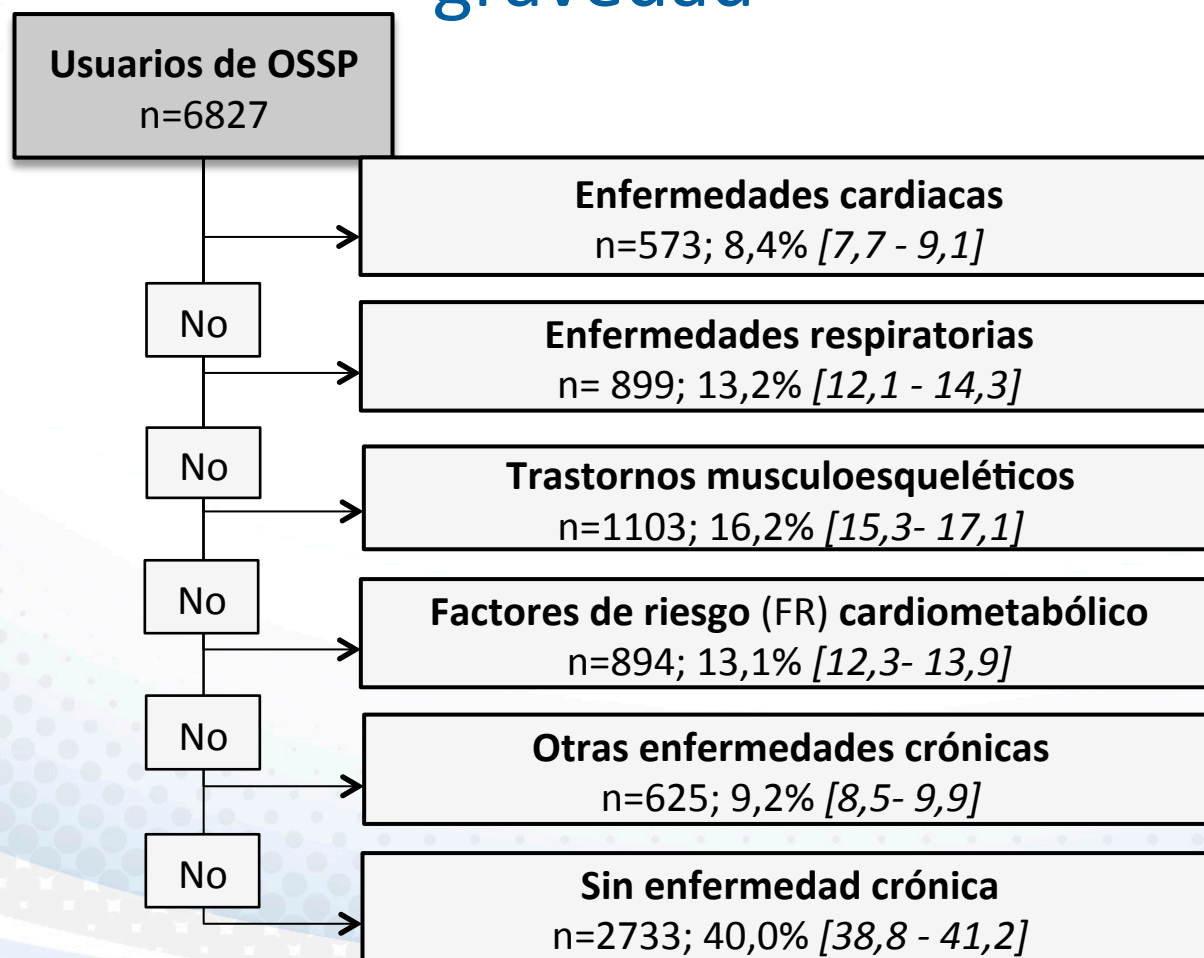 gravedad
Usuarios de OSSP
n=6827
Enfermedades cardiacas
n=573; 8,4% [7,7 - 9,1]
No
Enfermedades respiratorias
n= 899; 13,2% [12,1 - 14,3]
No
Trastornos musculoesqueléticos
n=1103; 16,2% [15,3- 17,1]
No
Factores de riesgo (FR) cardiometabólico
n=894; 13,1% [12,3- 13,9]
No
Otras enfermedades crónicas
n=625; 9,2% [8,5- 9,9]
No
Sin enfermedad crónica
n=2733; 40,0% [38,8 - 41,2]